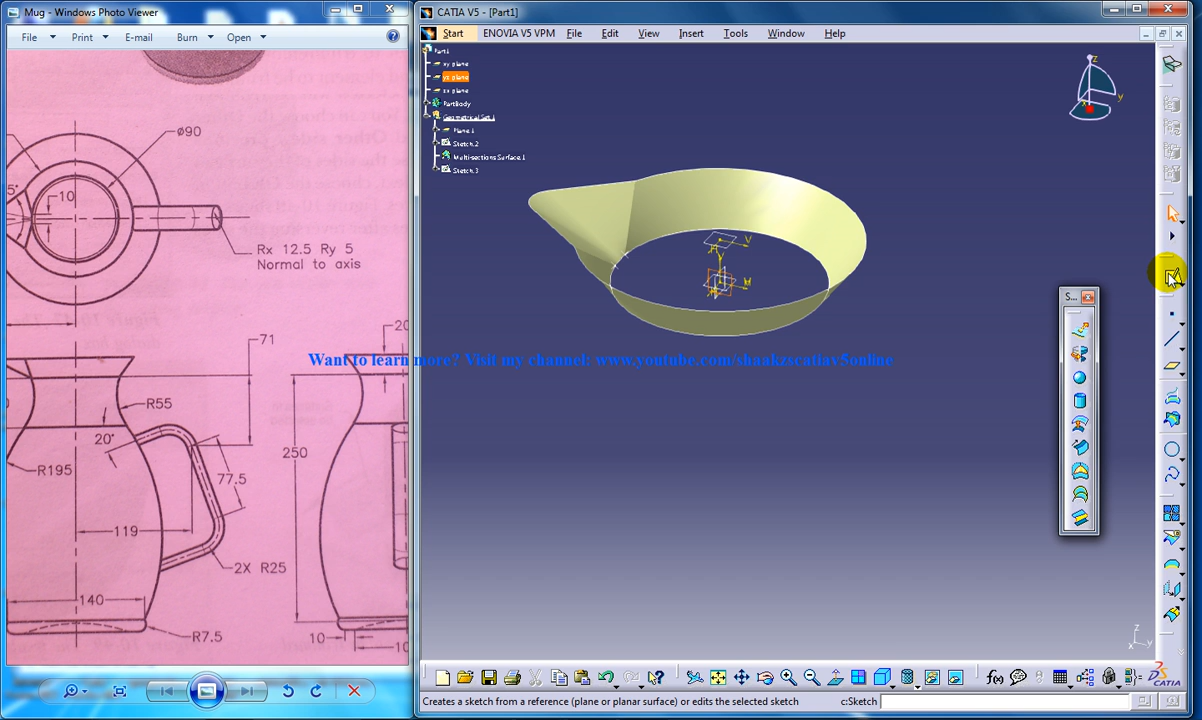 Mug - Windows Photo Viewer
File Print E-mail Burn Open
ø90
10
5°
Rx 12.5 Ry 5
Normal to axis
71
20
R55
20°
250
R195
77.5
119
2X R25
140
R7.5
10
10
CATIA V5 - [Part1]
Start ENOVIA V5 VPM File Edit View Insert Tools Window Help
Part1
xy plane
yz plane
zx plane
PartBody
Geometrical Set.1
Plane.1
Sketch.2
Multi-sections Surface.1
Sketch.3
z
y
x
V
H
y
H
S...
Want to learn more? Visit my channel: www.youtube.com/shaakzscatiav5online
z
x
y
f(x)
CATIA
Creates a sketch from a reference (plane or planar surface) or edits the selected sketch
c:Sketch